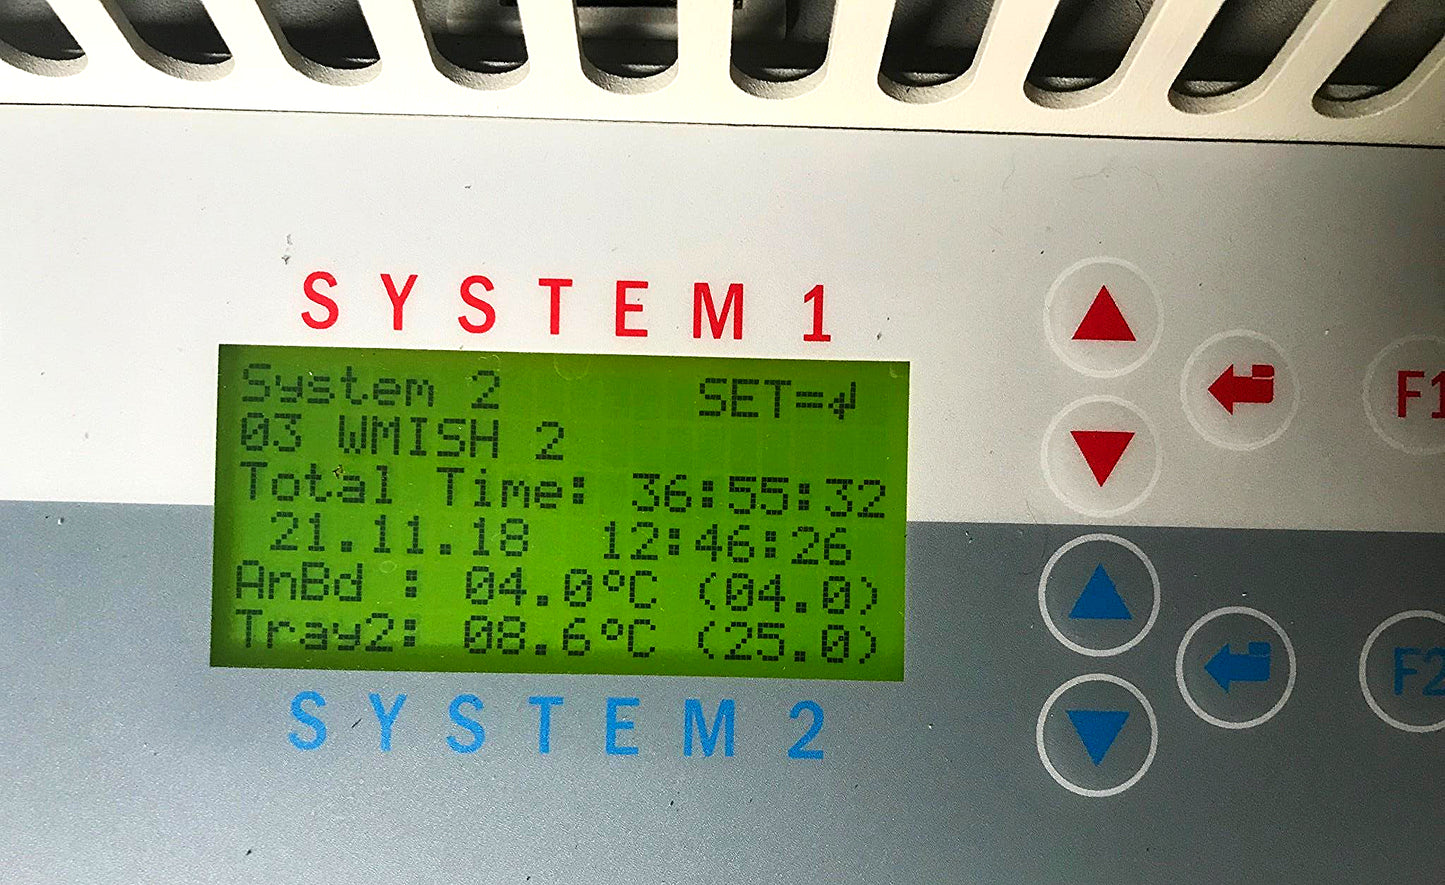 SYSTEM 1
System 2 SET=↲
03 WMISH 2
Total Time: 36:55:32
21.11.18 12:46:26
AnBd : 04.0°C (04.0)
Tray2: 08.6°C (25.0)
SYSTEM 2
F1
F2